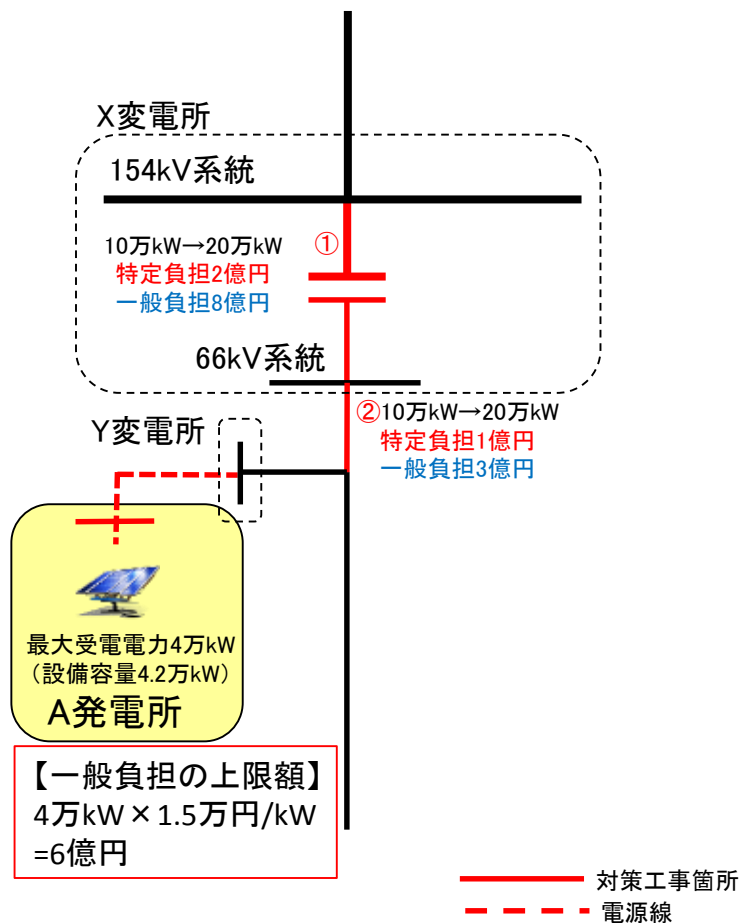 X変電所
154kV系統
10万kW→20万kW
特定負担2億円
一般負担8億円
①
66kV系統
②10万kW→20万kW
特定負担1億円
一般負担3億円
Y変電所
最大受電電力4万kW
（設備容量4.2万kW）
A発電所
【一般負担の上限額】
4万kW×1.5万円/kW
=6億円
対策工事箇所
電源線